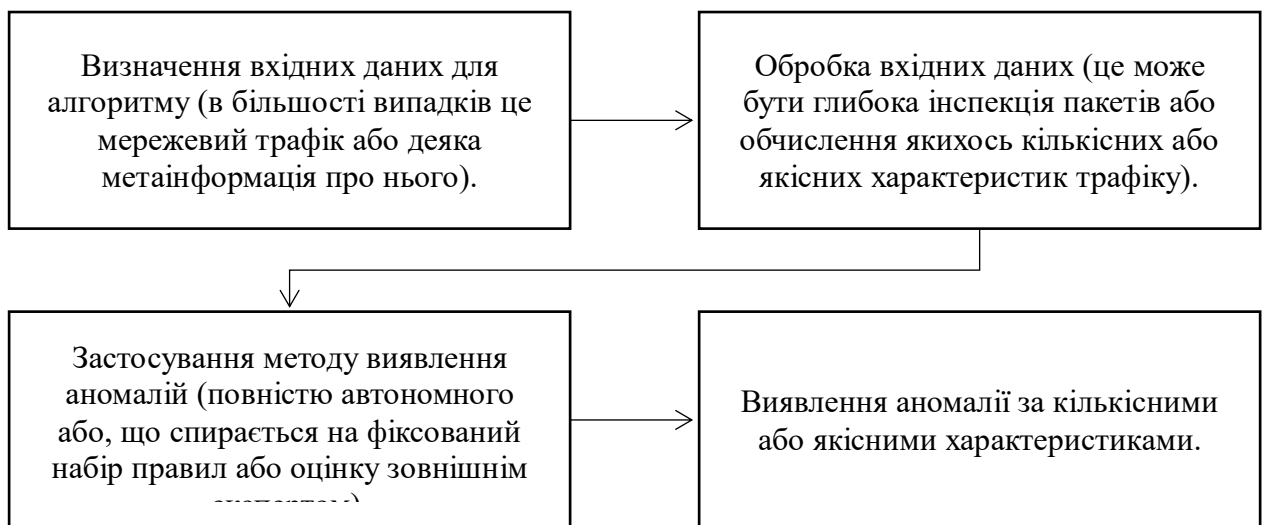 Визначення вхідних даних для
алгоритму (в більшості випадків це
мережевий трафік або деяка
метаінформація про нього).
Обробка вхідних даних (це може
бути глибока інспекція пакетів або
обчислення якихось кількісних або
якісних характеристик трафіку).
Застосування методу виявлення
аномалій (повністю автономного
або, що спирається на фіксований
набір правил або оцінку зовнішнім
Виявлення аномалії за кількісними
або якісними характеристиками.